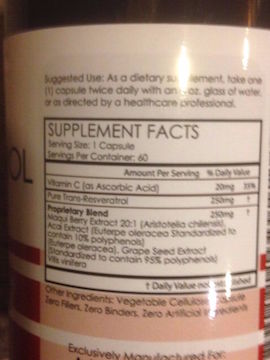 Suggested Use: As a dietary supplement, take one
(1) capsule twice daily with an glass of water,
or as directed by a healthcare professional.
OL
SUPPLEMENT FACTS
Serving Size: 1 Capsule
Servings Per Container: 60
Amount Per Serving % Daily Value
Vitamin C (as Ascorbic Acid) 20mg 33%
Pure Trans-Resveratrol 250mg †
Proprietary Blend 250mg †
Maqui Berry Extract 20:1 (Aristotelia chilensis),
Acai Extract (Euterpe oleracea Standardized to
contain 10% polyphenols)
(Euterpe oleracea), Grape Seed Extract
(Standardized to contain 95% polyphenols)
Vitis vinifera
† Daily Value not established
Other Ingredients: Vegetable Cellulose Capsule
Zero Fillers, Zero Binders, Zero Artificial Ingredients
Exclusively Manufactured For: